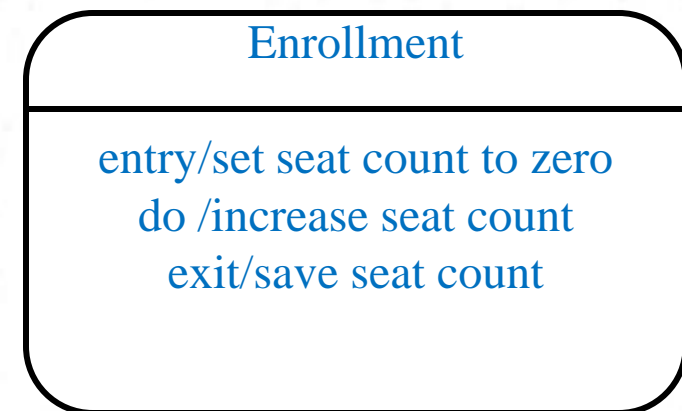 Enrollment
entry/set seat count to zero
do /increase seat count
exit/save seat count